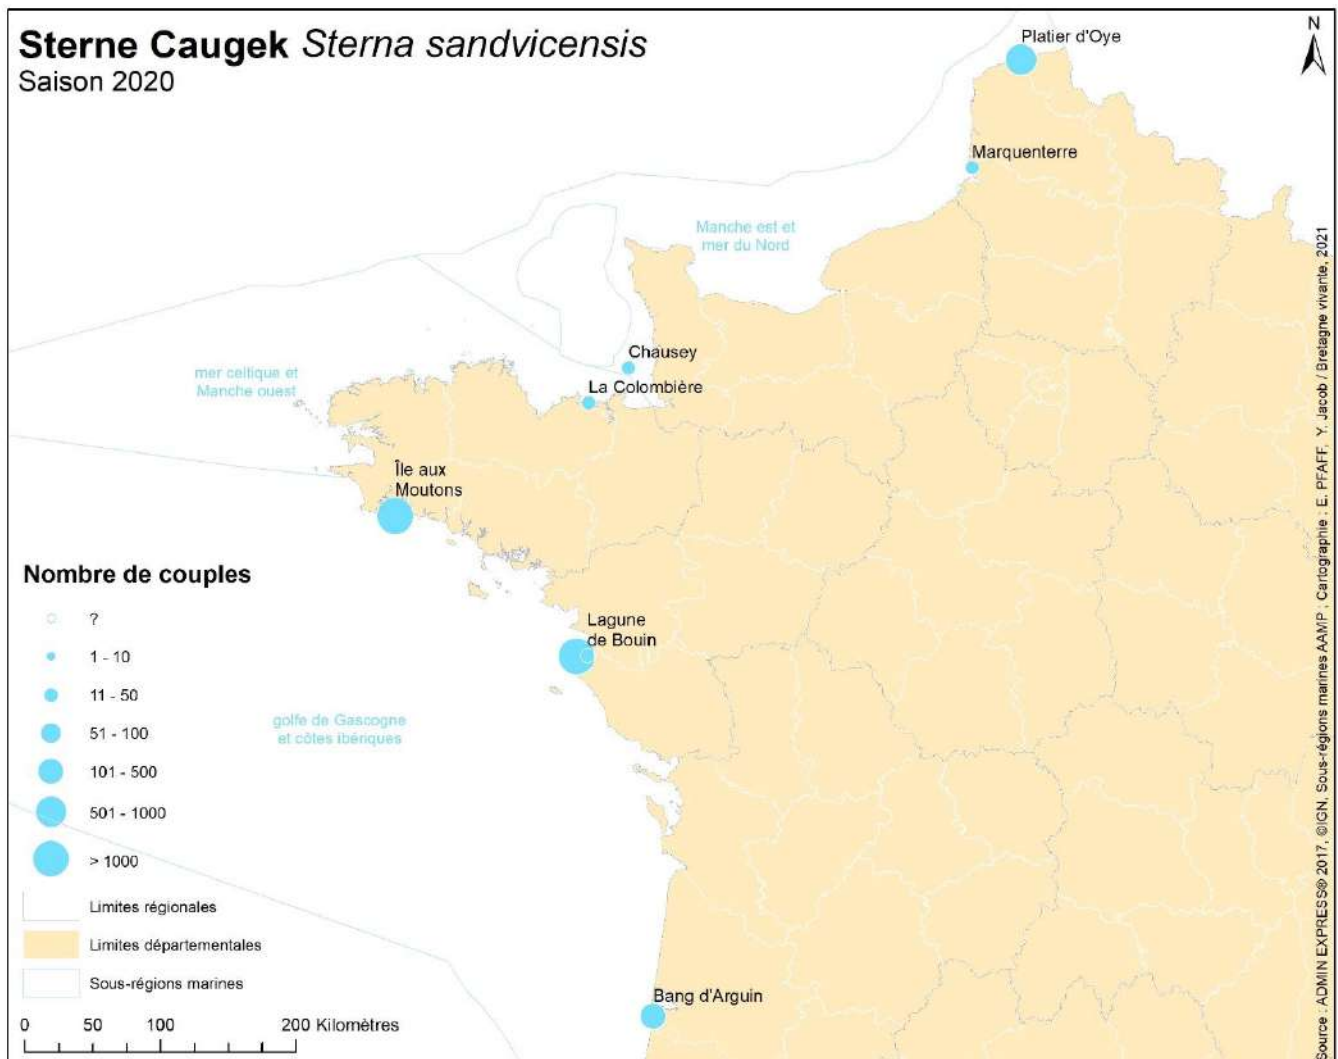 Sterne Caugek Sterna sandvicensis
Saison 2020
N
Platier d'Oye
Marquenterre
Manche est et
mer du Nord
Chausey
La Colombière
mer celtique et
Manche ouest
Île aux
Moutons
Lagune
de Bouin
golfe de Gascogne
et côtes ibériques
Bang d'Arguin
Nombre de couples
?
1 - 10
11 - 50
51 - 100
101 - 500
501 - 1000
> 1000
Limites régionales
Limites départementales
Sous-régions marines
0 50 100 200 Kilomètres
Source : ADMIN EXPRESS® 2017, ©IGN, Sous-régions marines AAMP ; Cartographie : E. PFAFF, Y. Jacob / Bretagne vivante, 2021